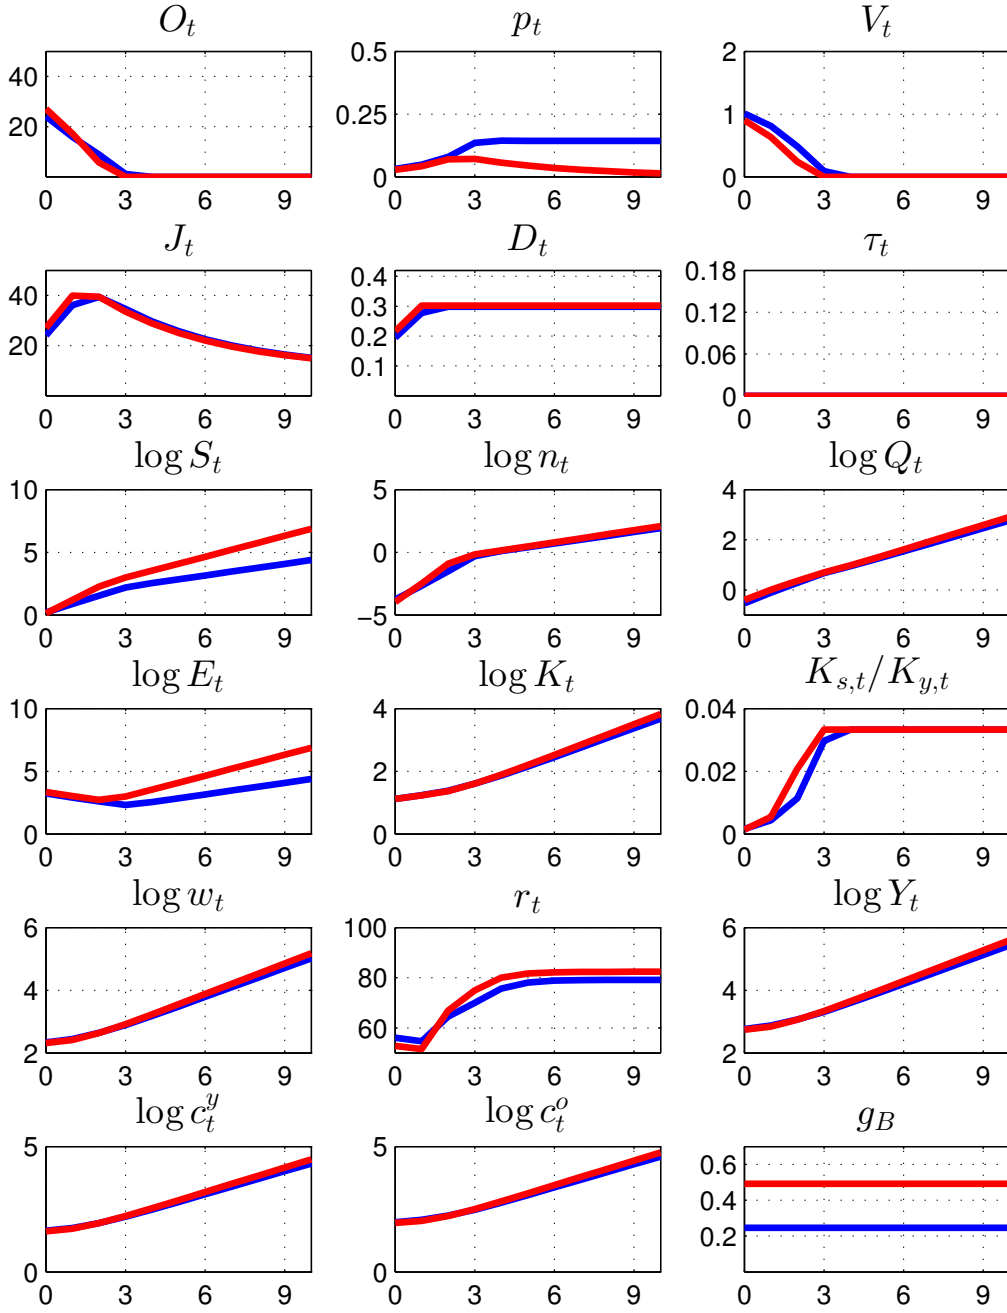 O_t p_t V_t
40 0.5 2
20 0.25 1
0 0
0 3 6 9 0 3 6 9 0 3 6 9
J_t D_t τ_t
40 0.4 0.18
0.3 0.12
20 0.2 0.06
0.1 0
0 3 6 9 0 3 6 9 0 3 6 9
log S_t log n_t log Q_t
10 5 4
5 0 2
0 −5 0
0 3 6 9 0 3 6 9 0 3 6 9
log E_t log K_t K_{s,t}/K_{y,t}
10 4 0.04
5 2 0.02
0 0 0
0 3 6 9 0 3 6 9 0 3 6 9
log w_t r_t log Y_t
6 100 6
4 80 4
2 60 2
0 3 6 9 0 3 6 9 0 3 6 9
log c_t^y log c_t^o g_B
5 5 0.6
0.4
0 0 0.2
0 3 6 9 0 3 6 9 0 3 6 9